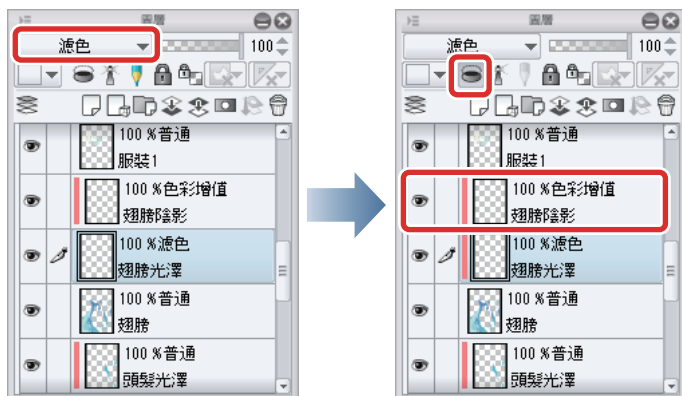 圖層
濾色
100
100 %普通
服裝1
100 %色彩增值
翅膀陰影
100 %濾色
翅膀光澤
100 %普通
翅膀
100 %普通
頭髮光澤
圖層
濾色
100
100 %普通
服裝1
100 %色彩增值
翅膀陰影
100 %濾色
翅膀光澤
100 %普通
翅膀
100 %普通
頭髮光澤